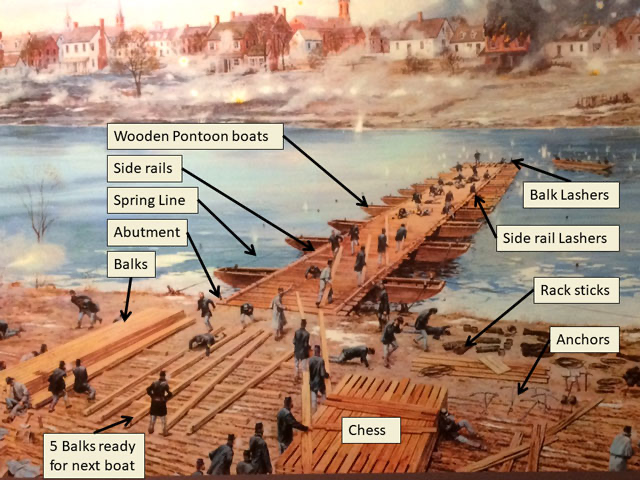 Wooden Pontoon boats
Side rails
Spring Line
Abutment
Balks
Balk Lashers
Side rail Lashers
Rack sticks
Anchors
Chess
5 Balks ready
for next boat